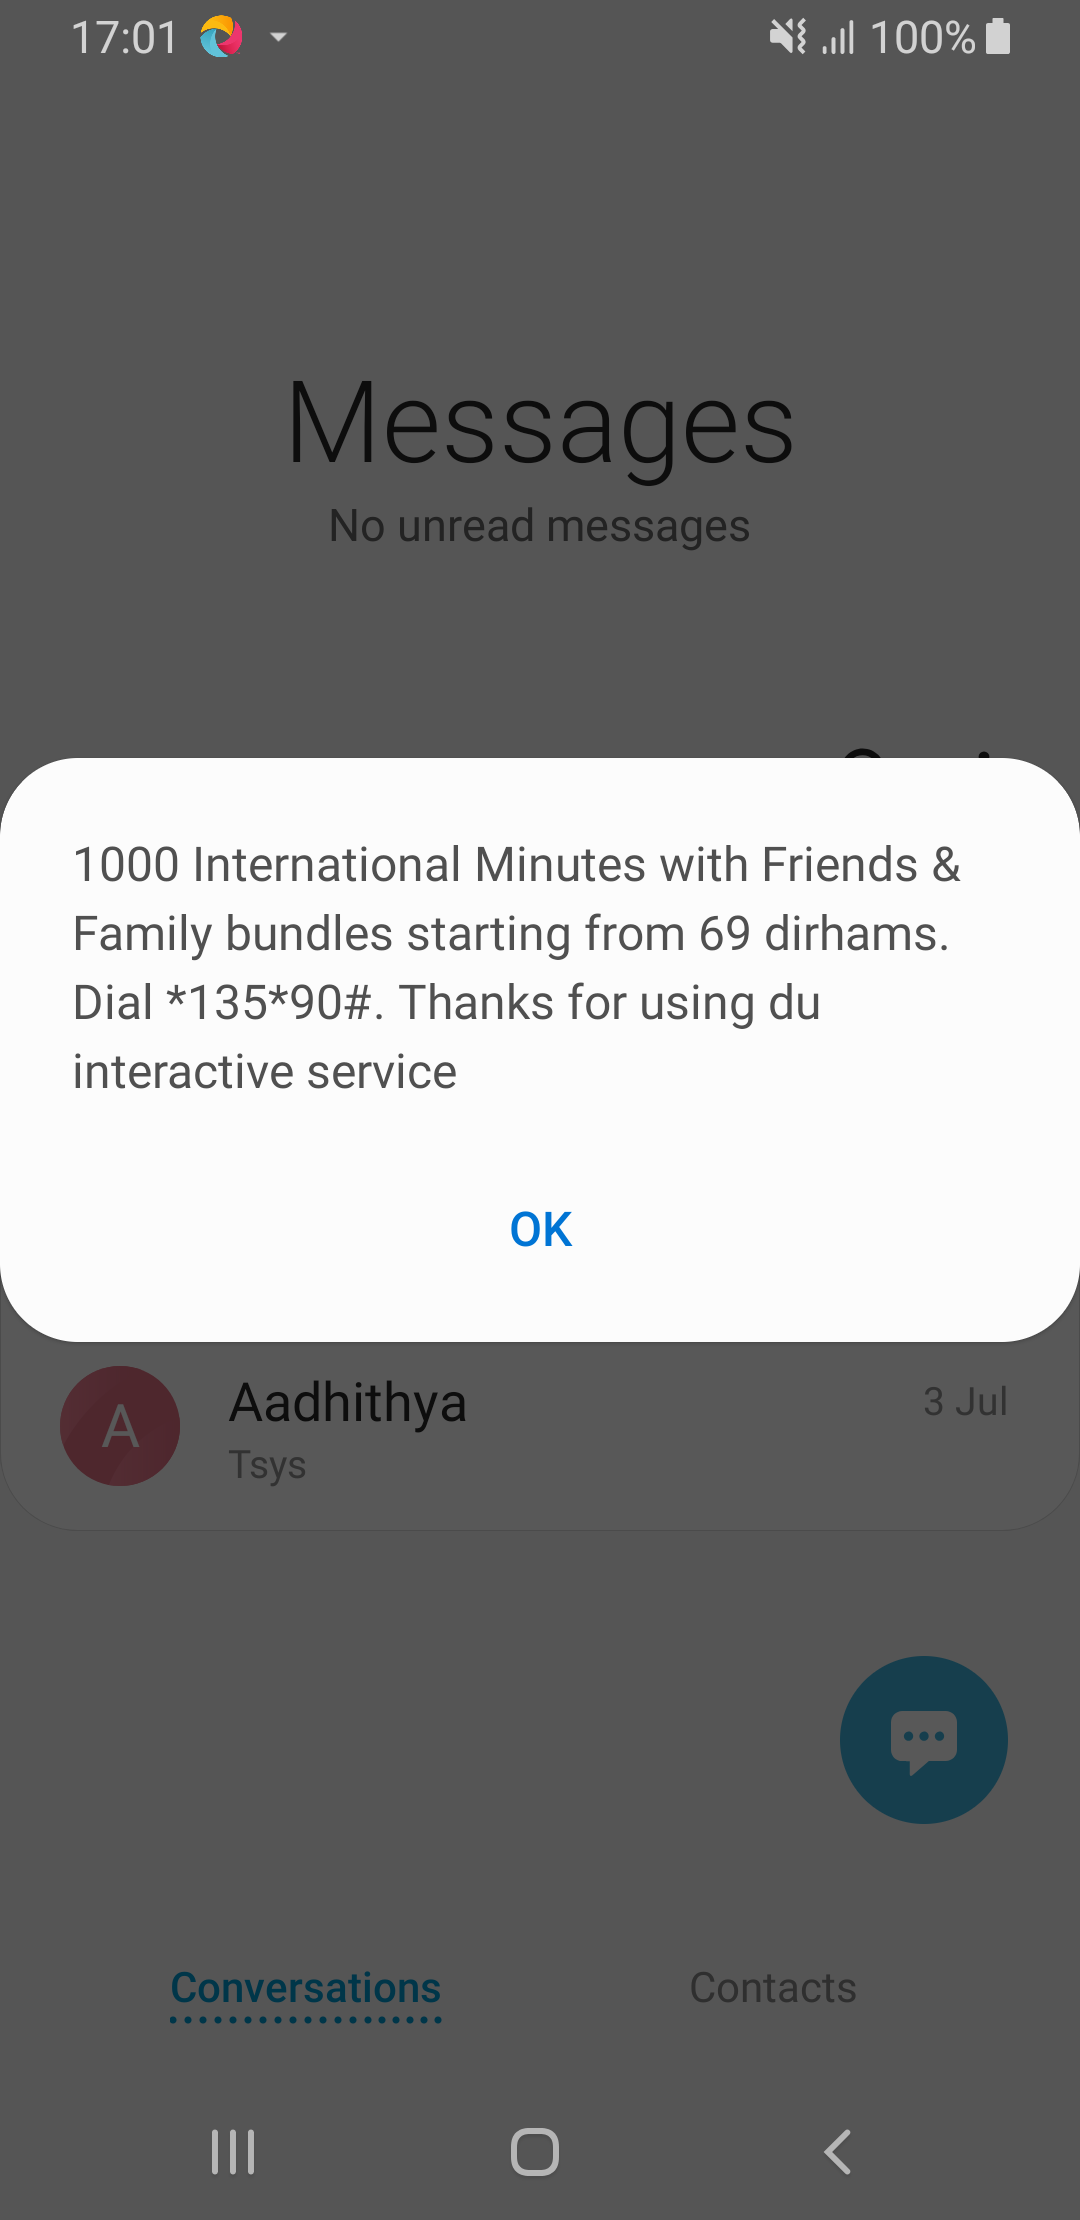 17:01
100%
Messages
No unread messages
1000 International Minutes with Friends &
Family bundles starting from 69 dirhams.
Dial *135*90#. Thanks for using du
interactive service
OK
A
Aadhithya
3 Jul
Tsys
Conversations
Contacts